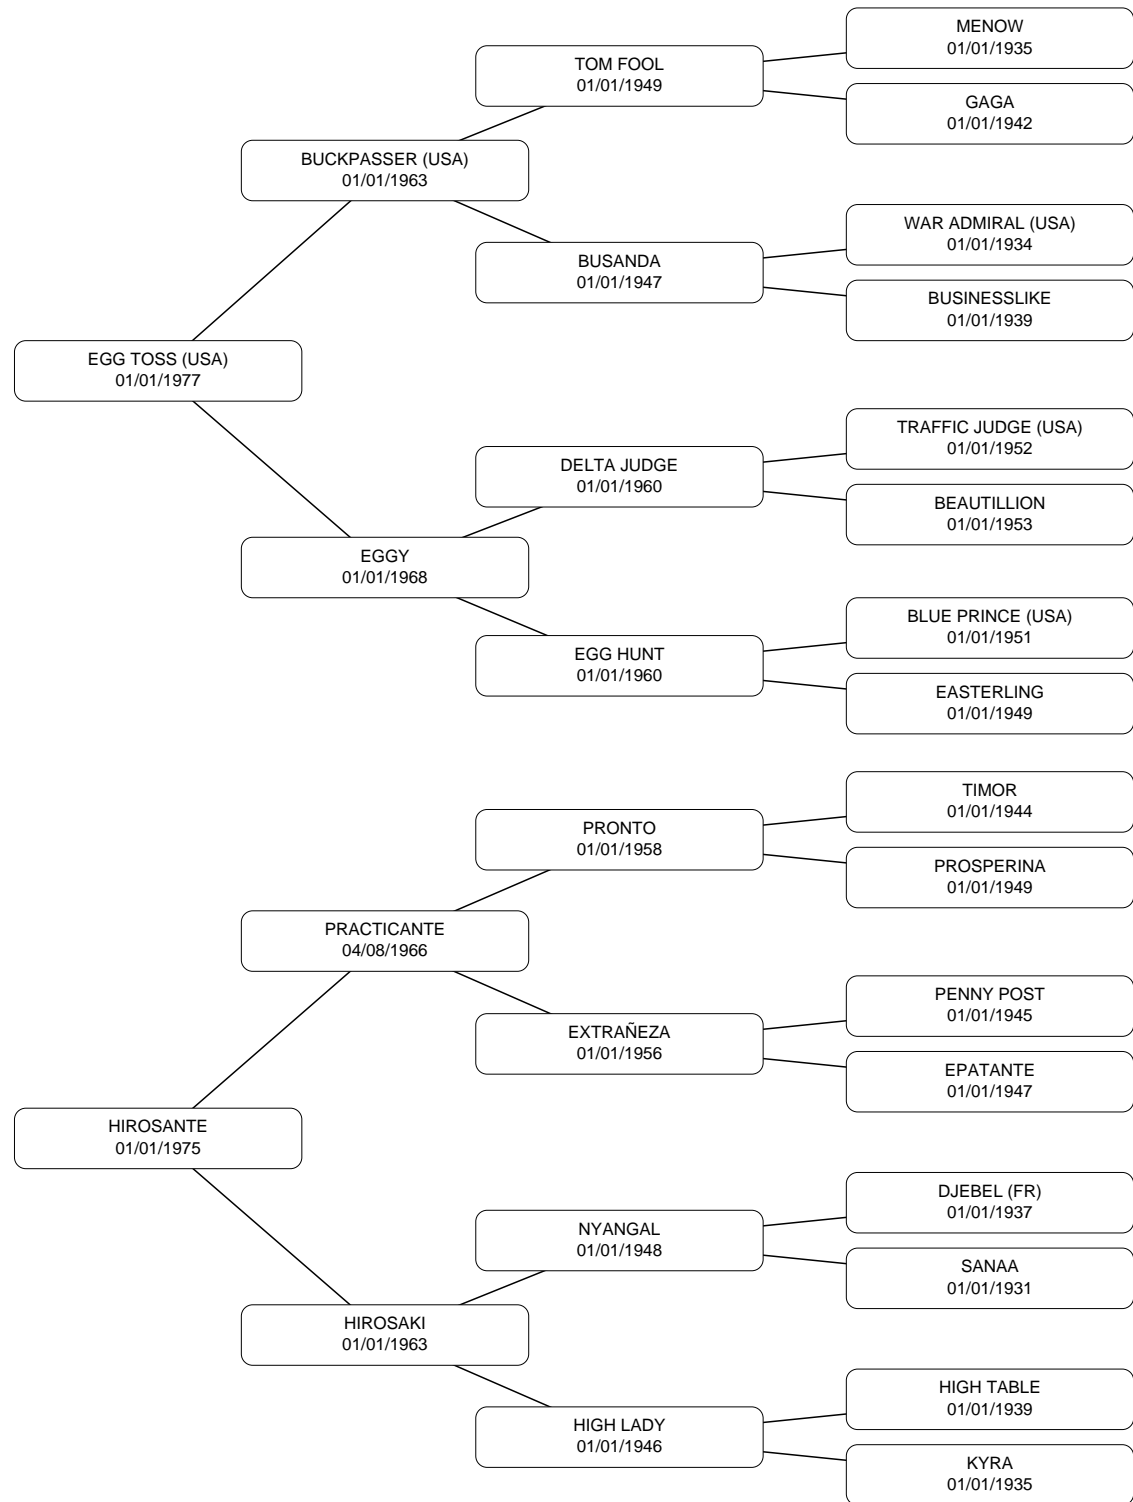 MENOW
01/01/1935
TOM FOOL
01/01/1949
GAGA
01/01/1942
BUCKPASSER (USA)
01/01/1963
WAR ADMIRAL (USA)
01/01/1934
BUSANDA
01/01/1947
BUSINESSLIKE
01/01/1939
EGG TOSS (USA)
01/01/1977
TRAFFIC JUDGE (USA)
01/01/1952
DELTA JUDGE
01/01/1960
BEAUTILLION
01/01/1953
EGGY
01/01/1968
BLUE PRINCE (USA)
01/01/1951
EGG HUNT
01/01/1960
EASTERLING
01/01/1949
TIMOR
01/01/1944
PRONTO
01/01/1958
PROSPERINA
01/01/1949
PRACTICANTE
04/08/1966
PENNY POST
01/01/1945
EXTRAÑEZA
01/01/1956
EPATANTE
01/01/1947
HIROSANTE
01/01/1975
DJEBEL (FR)
01/01/1937
NYANGAL
01/01/1948
SANAA
01/01/1931
HIROSAKI
01/01/1963
HIGH TABLE
01/01/1939
HIGH LADY
01/01/1946
KYRA
01/01/1935